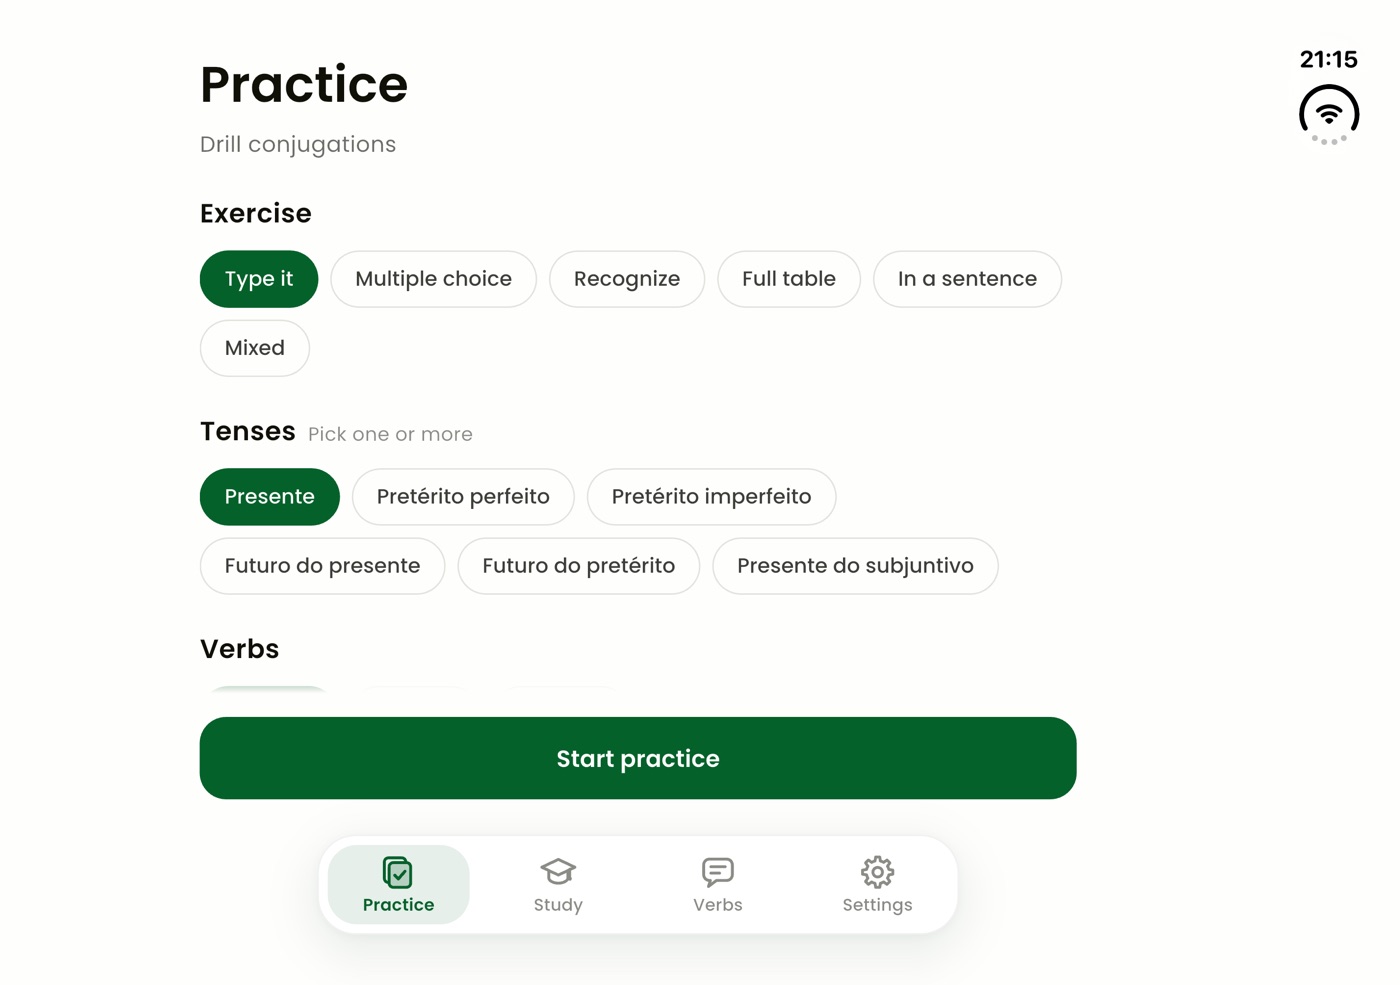 21:15
Practice
Drill conjugations
Exercise
Type it
Multiple choice
Recognize
Full table
In a sentence
Mixed
Tenses Pick one or more
Presente
Pretérito perfeito
Pretérito imperfeito
Futuro do presente
Futuro do pretérito
Presente do subjuntivo
Verbs
Start practice
Practice
Study
Verbs
Settings